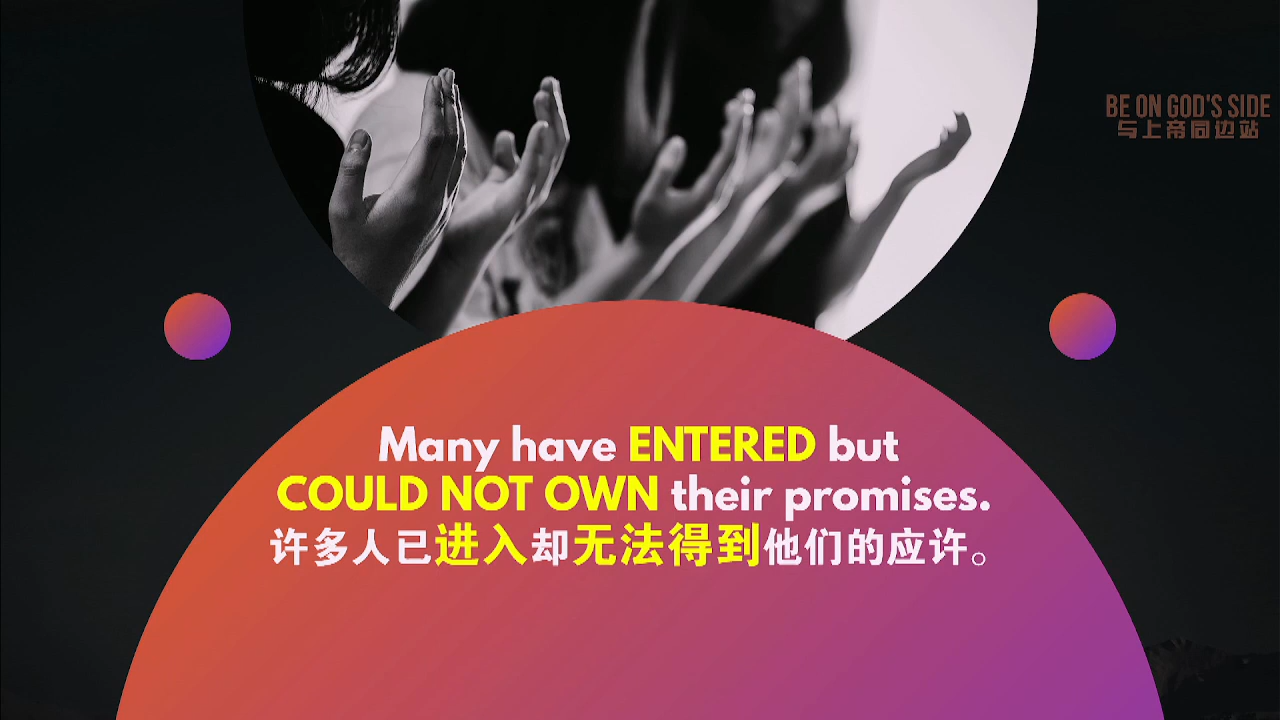 BE ON GOD'S SIDE
与上帝同边站
Many have ENTERED but
COULD NOT OWN their promises.
许多人已进入却无法得到他们的应许。